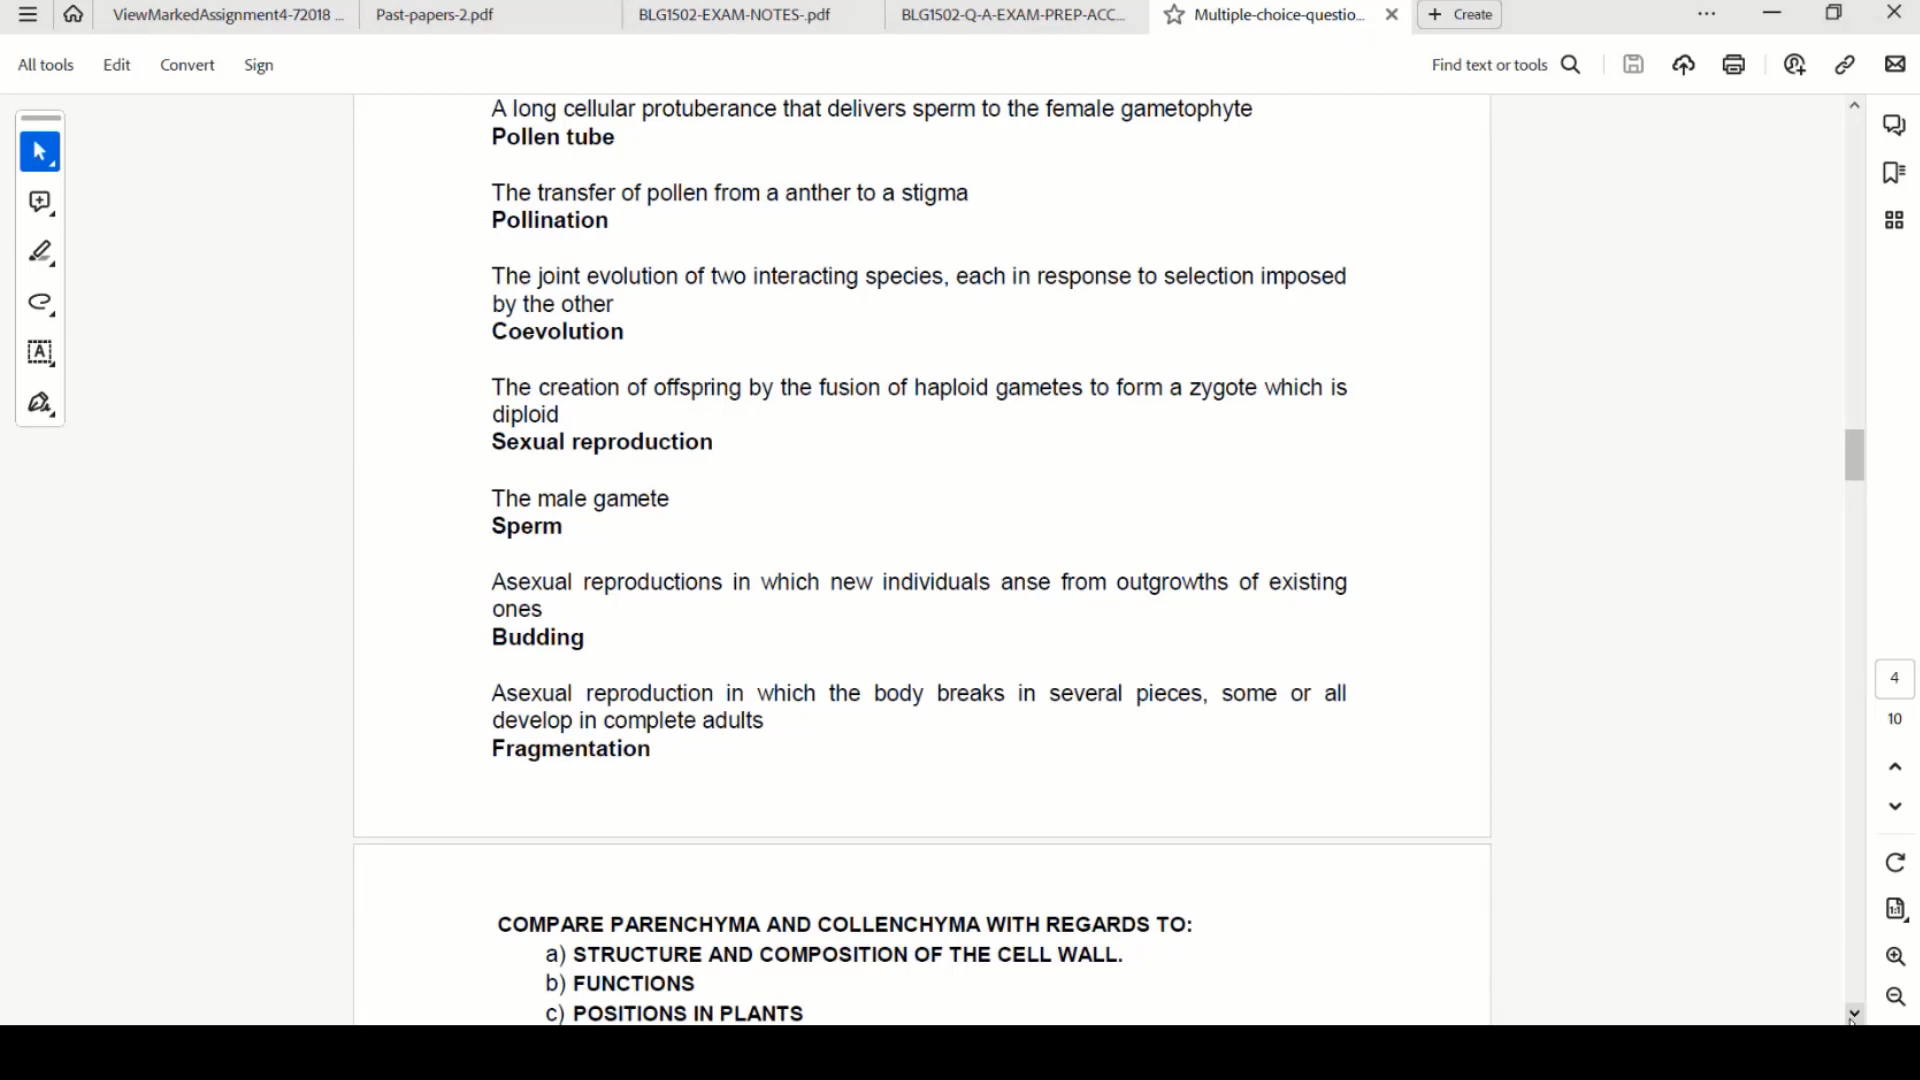 ViewMarkedAssignment4-72018 ...
Past-papers-2.pdf
BLG1502-EXAM-NOTES-.pdf
BLG1502-Q-A-EXAM-PREP-ACC...
Multiple-choice-questio...
Create
All tools
Edit
Convert
Sign
Find text or tools
A long cellular protuberance that delivers sperm to the female gametophyte
Pollen tube
The transfer of pollen from a anther to a stigma
Pollination
The joint evolution of two interacting species, each in response to selection imposed
by the other
Coevolution
The creation of offspring by the fusion of haploid gametes to form a zygote which is
diploid
Sexual reproduction
The male gamete
Sperm
Asexual reproductions in which new individuals anse from outgrowths of existing
ones
Budding
Asexual reproduction in which the body breaks in several pieces, some or all
develop in complete adults
Fragmentation
4
10
COMPARE PARENCHYMA AND COLLENCHYMA WITH REGARDS TO:
a) STRUCTURE AND COMPOSITION OF THE CELL WALL.
b) FUNCTIONS
c) POSITIONS IN PLANTS